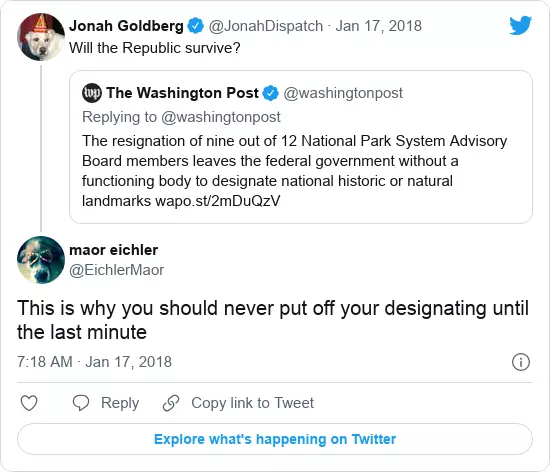 Jonah Goldberg @JonahDispatch · Jan 17, 2018
Will the Republic survive?
wp The Washington Post @washingtonpost
Replying to @washingtonpost
The resignation of nine out of 12 National Park System Advisory
Board members leaves the federal government without a
functioning body to designate national historic or natural
landmarks wapo.st/2mDuQzV
maor eichler
@EichlerMaor
This is why you should never put off your designating until
the last minute
7:18 AM · Jan 17, 2018
Reply Copy link to Tweet
Explore what's happening on Twitter